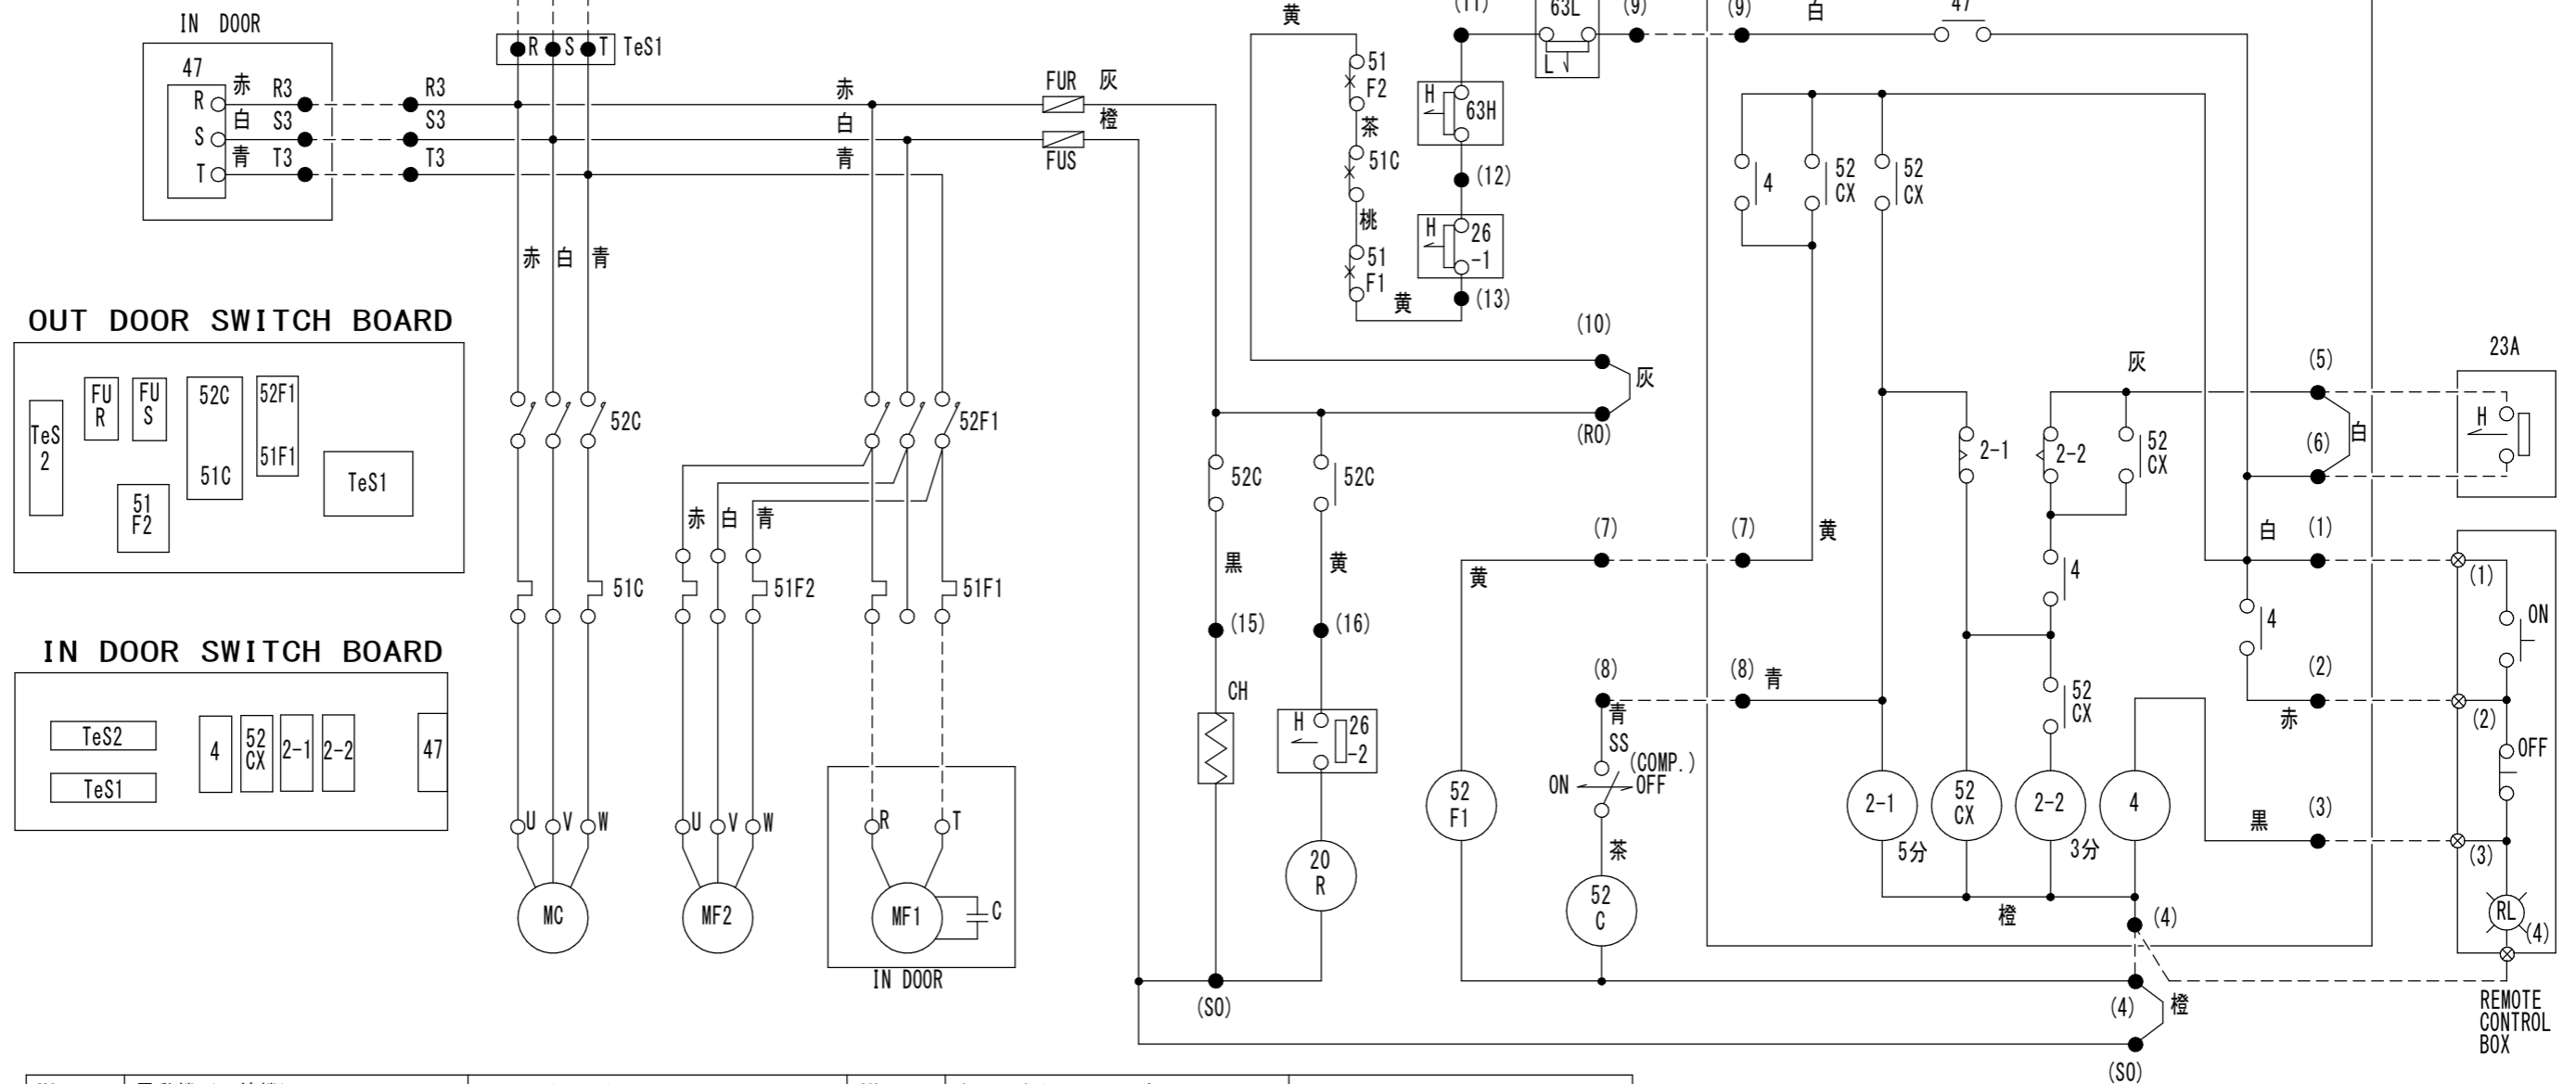 IN DOOR
47
R
S
T
赤
白
青
R3
S3
T3
R3
S3
T3
R S T TeS1
赤
白
青
FUR 灰
橙
FUS
赤 白 青
OUT DOOR SWITCH BOARD
TeS
2
FU
R
FU
S
52C
51C
52F1
51F1
51
F2
TeS1
IN DOOR SWITCH BOARD
TeS2
TeS1
4
52
CX
2-1
2-2
47
52C
52F1
赤 白 青
51C
51F2
51F1
U V W
MC
U V W
MF2
R T
MF1
C
IN DOOR
黄
51
F2
茶
51C
桃
51
F1
黄
(11)
63L
L
(9)
(9)
白
47
H
63H
(12)
H
26
-1
(13)
(10)
灰
(RO)
52C
黒
(15)
CH
(SO)
52C
黄
(16)
H
26
-2
20
R
黄
(7)
(7)
黄
52
F1
(8)
(8)
青
青
SS
(COMP.)
ON
OFF
茶
52
C
4
52
CX
52
CX
2-1
2-2
52
CX
灰
4
52
CX
2-1
5分
52
CX
2-2
3分
4
橙
(4)
(4)
橙
(SO)
(5)
(6)
白
白
(1)
4
(2)
赤
(3)
黒
23A
H
(1)
ON
(2)
OFF
(3)
RL
(4)
REMOTE
CONTROL
BOX